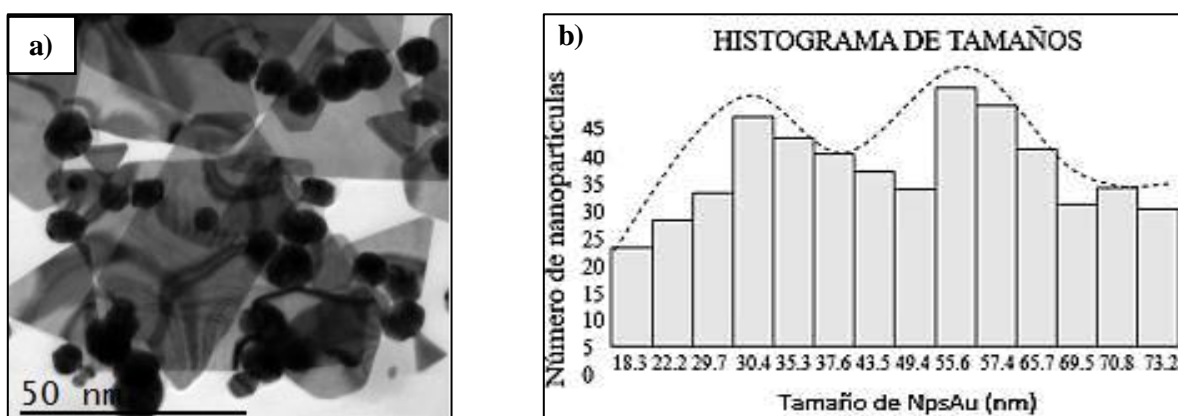 a)
50 nm
b)
HISTOGRAMA DE TAMAÑOS
Número de nanopartículas
45
40
35
30
25
20
15
10
5
0
18.3 22.2 29.7 30.4 35.3 37.6 43.5 49.4 55.6 57.4 65.7 69.5 70.8 73.2
Tamaño de NpsAu (nm)